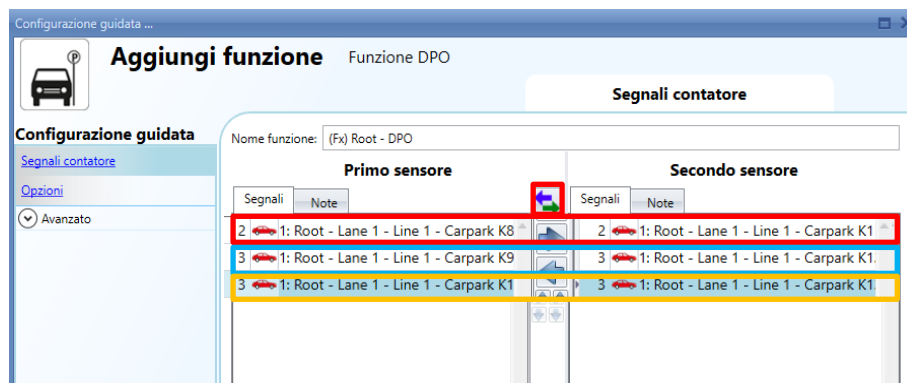 Configurazione guidata ...
P
Aggiungi funzione Funzione DPO
Segnali contatore
Configurazione guidata
Segnali contatore
Opzioni
Avanzato
Nome funzione: (Fx) Root - DPO
Primo sensore
Secondo sensore
Segnali Note
Segnali Note
2 1: Root - Lane 1 - Line 1 - Carpark K8
3 1: Root - Lane 1 - Line 1 - Carpark K9
3 1: Root - Lane 1 - Line 1 - Carpark K1
2 1: Root - Lane 1 - Line 1 - Carpark K1
3 1: Root - Lane 1 - Line 1 - Carpark K1.
3 1: Root - Lane 1 - Line 1 - Carpark K1.